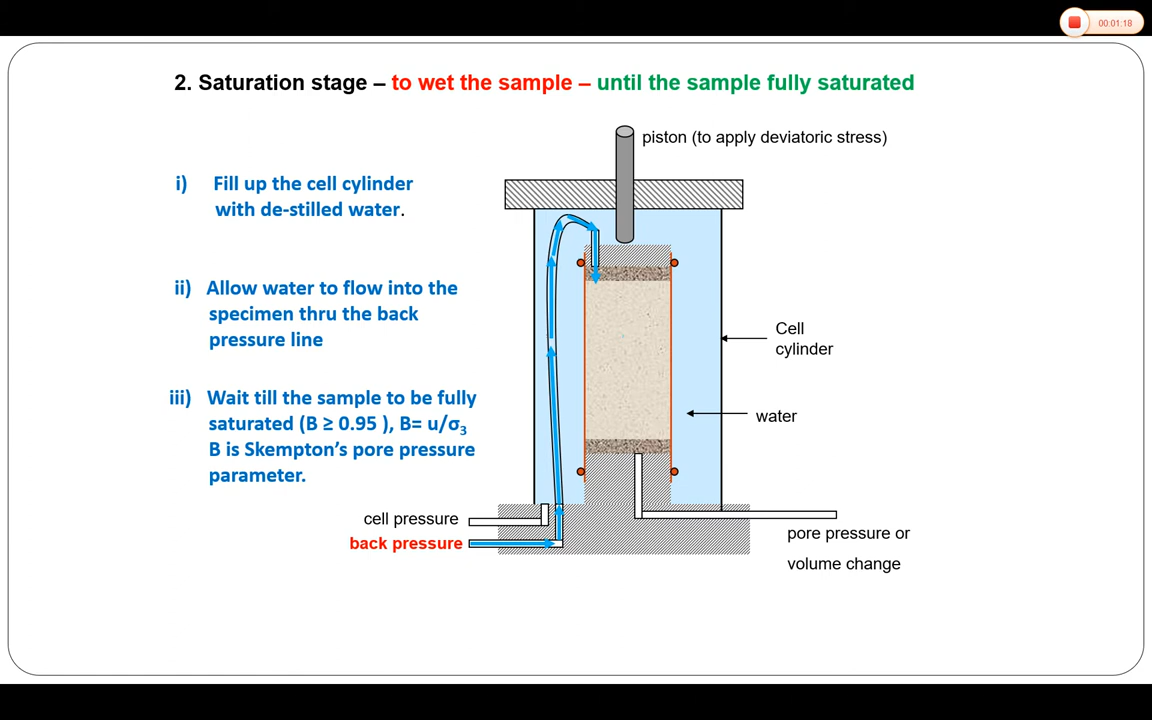 00:01:18
2. Saturation stage – to wet the sample – until the sample fully saturated
piston (to apply deviatoric stress)
i) Fill up the cell cylinder
with de-stilled water.
ii) Allow water to flow into the
specimen thru the back
pressure line
iii) Wait till the sample to be fully
saturated (B ≥ 0.95 ), B= u/σ₃
B is Skempton’s pore pressure
parameter.
Cell
cylinder
water
cell pressure
back pressure
pore pressure or
volume change